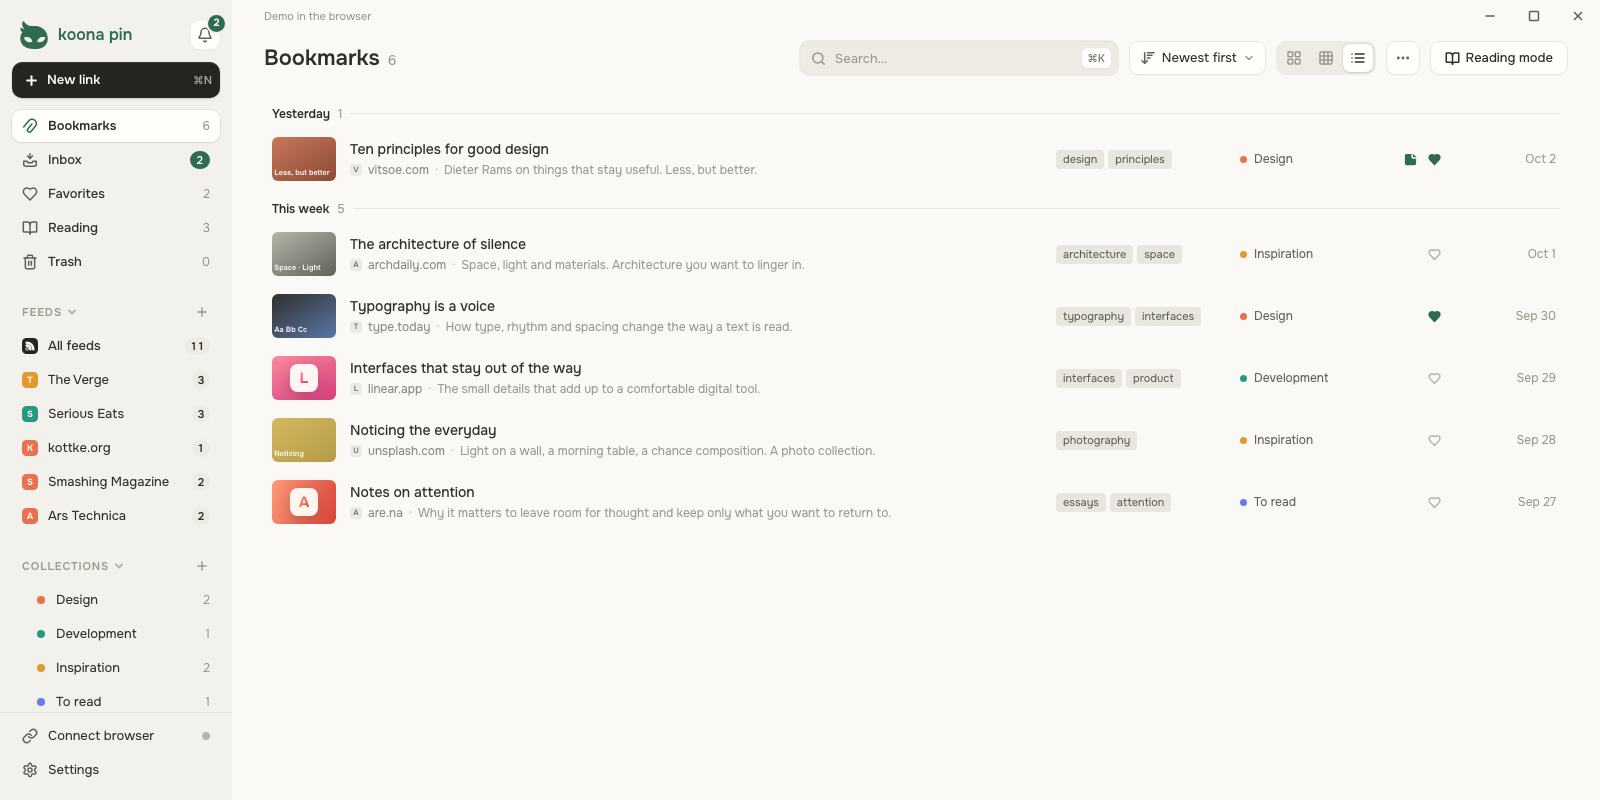 koona pin
2
New link ⌘N
Bookmarks 6
Inbox 2
Favorites 2
Reading 3
Trash 0
FEEDS
All feeds 11
T The Verge 3
S Serious Eats 3
K kottke.org 1
S Smashing Magazine 2
A Ars Technica 2
COLLECTIONS
Design 2
Development 1
Inspiration 2
To read 1
Connect browser
Settings
Demo in the browser
Bookmarks 6
Search... ⌘K
Newest first
Reading mode
Yesterday 1
Less, but better
Ten principles for good design
V vitsoe.com · Dieter Rams on things that stay useful. Less, but better.
design principles
Design
Oct 2
This week 5
Space · Light
The architecture of silence
A archdaily.com · Space, light and materials. Architecture you want to linger in.
architecture space
Inspiration
Oct 1
Aa Bb Cc
Typography is a voice
T type.today · How type, rhythm and spacing change the way a text is read.
typography interfaces
Design
Sep 30
L
Interfaces that stay out of the way
L linear.app · The small details that add up to a comfortable digital tool.
interfaces product
Development
Sep 29
Noticing
Noticing the everyday
U unsplash.com · Light on a wall, a morning table, a chance composition. A photo collection.
photography
Inspiration
Sep 28
A
Notes on attention
A are.na · Why it matters to leave room for thought and keep only what you want to return to.
essays attention
To read
Sep 27